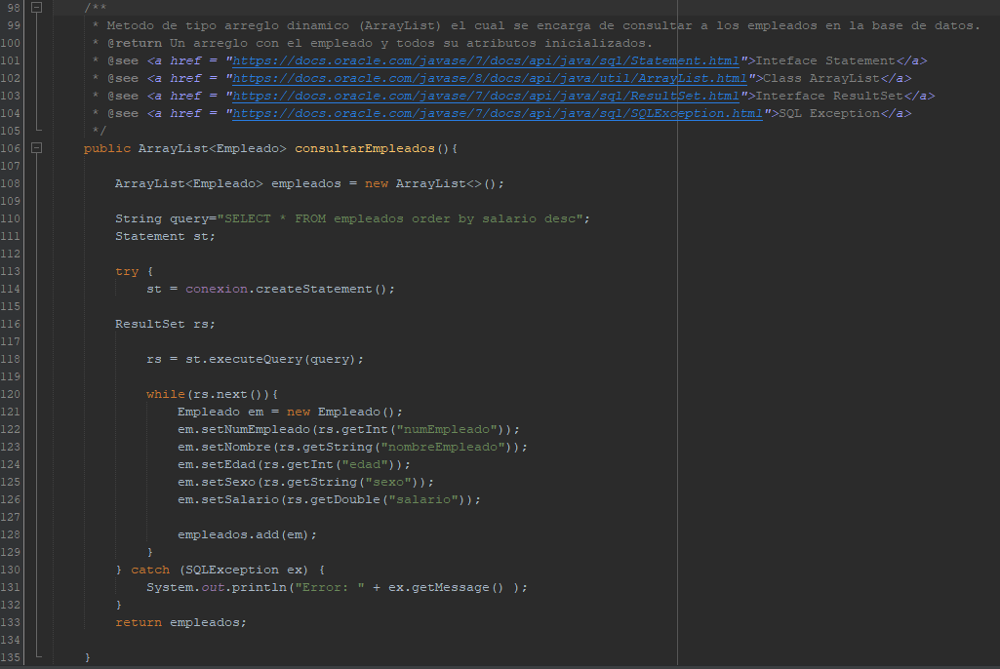 98 /**
99 * Metodo de tipo arreglo dinamico (ArrayList) el cual se encarga de consultar a los empleados en la base de datos.
100 * @return Un arreglo con el empleado y todos su atributos inicializados.
101 * @see <a href = "https://docs.oracle.com/javase/7/docs/api/java/sql/Statement.html">Inteface Statement</a>
102 * @see <a href = "https://docs.oracle.com/javase/8/docs/api/java/util/ArrayList.html">Class ArrayList</a>
103 * @see <a href = "https://docs.oracle.com/javase/7/docs/api/java/sql/ResultSet.html">Interface ResultSet</a>
104 * @see <a href = "https://docs.oracle.com/javase/7/docs/api/java/sql/SQLException.html">SQL Exception</a>
105 */
106 public ArrayList<Empleado> consultarEmpleados(){
107
108 ArrayList<Empleado> empleados = new ArrayList<>();
109
110 String query="SELECT * FROM empleados order by salario desc";
111 Statement st;
112
113 try {
114 st = conexion.createStatement();
115
116 ResultSet rs;
117
118 rs = st.executeQuery(query);
119
120 while(rs.next()){
121 Empleado em = new Empleado();
122 em.setNumEmpleado(rs.getInt("numEmpleado"));
123 em.setNombre(rs.getString("nombreEmpleado"));
124 em.setEdad(rs.getInt("edad"));
125 em.setSexo(rs.getString("sexo"));
126 em.setSalario(rs.getDouble("salario"));
127
128 empleados.add(em);
129 }
130 } catch (SQLException ex) {
131 System.out.println("Error: " + ex.getMessage() );
132 }
133 return empleados;
134
135 }